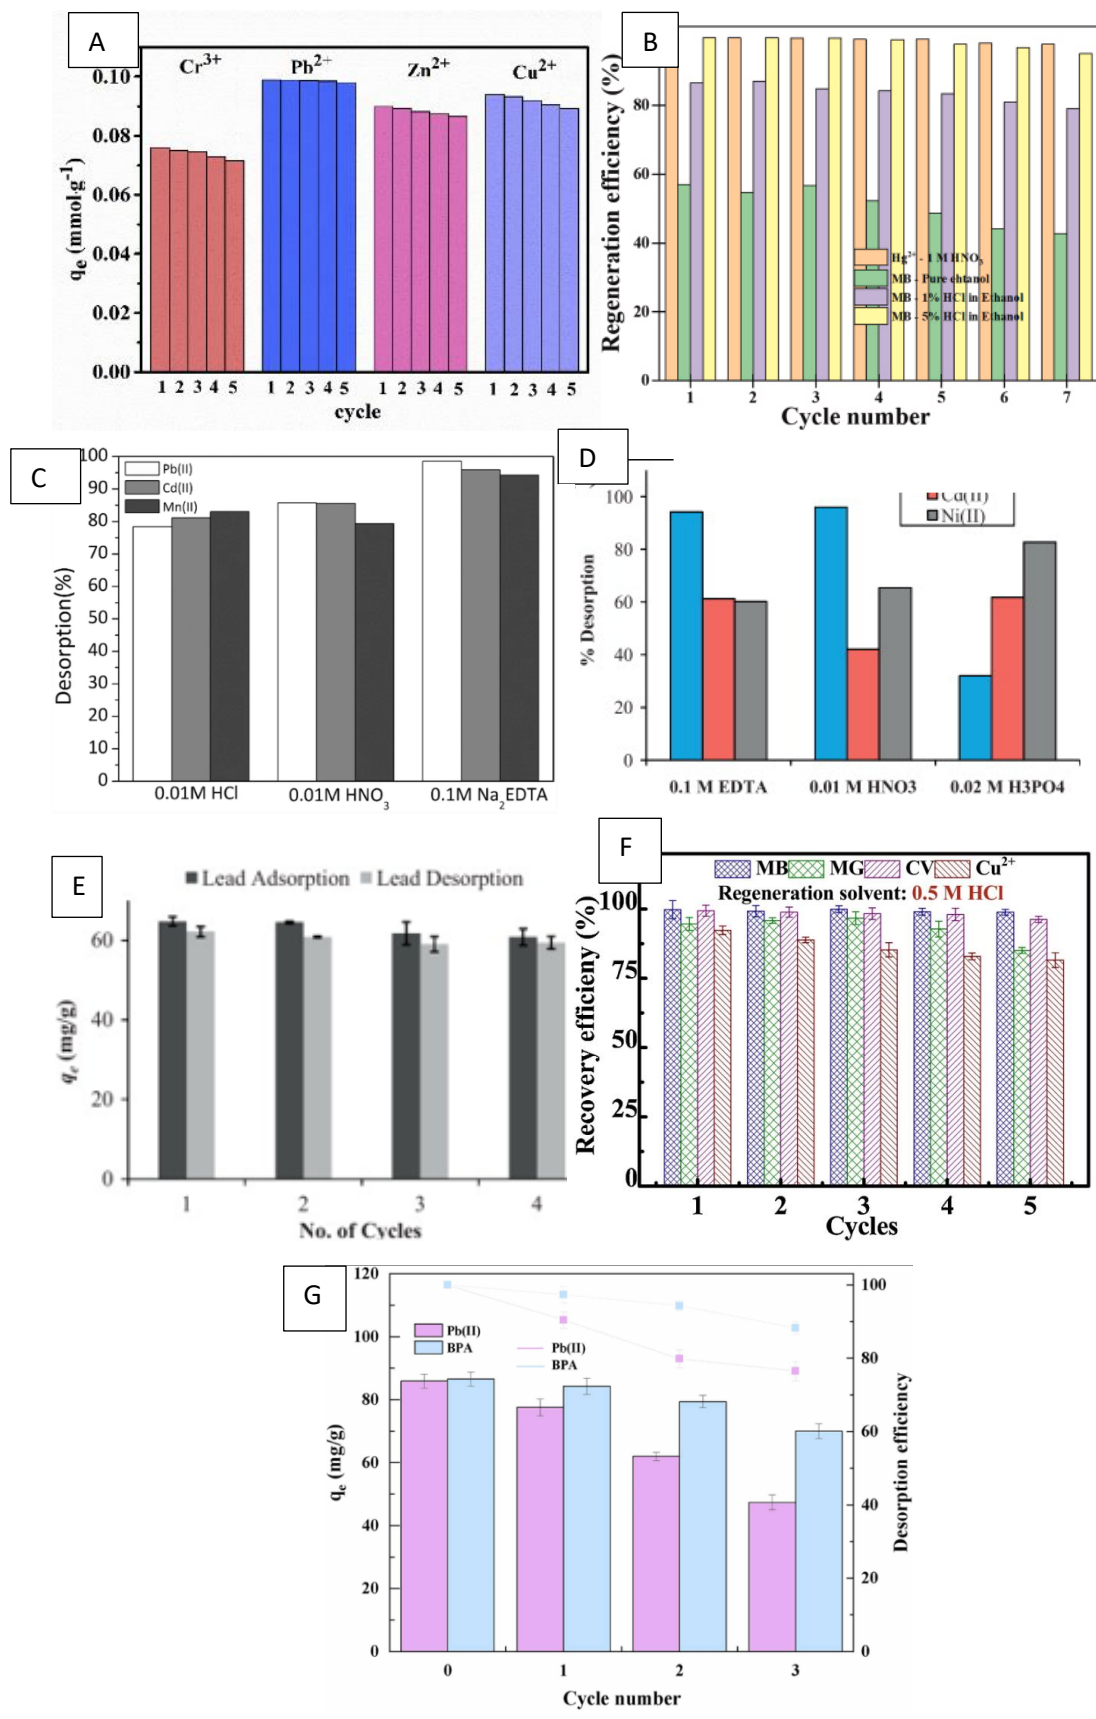 A
Cr3+
Pb2+
Zn2+
Cu2+
0.10
0.08
0.06
0.04
0.02
0.00
qe (mmol·g-1)
1 2 3 4 5
1 2 3 4 5
1 2 3 4 5
1 2 3 4 5
cycle
B
Regeneration efficiency (%)
80
60
40
20
0
Hg2+ - 1 M HNO3
MB - Pure ehtanol
MB - 1% HCl in Ethanol
MB - 5% HCl in Ethanol
1 2 3 4 5 6 7
Cycle number
C
Desorption(%)
100
90
80
70
60
50
40
30
20
10
0
Pb(II)
Cd(II)
Mn(II)
0.01M HCl
0.01M HNO3
0.1M Na2EDTA
D
% Desorption
100
80
60
40
20
0
Cd(II)
Ni(II)
0.1 M EDTA
0.01 M HNO3
0.02 M H3PO4
E
Lead Adsorption
Lead Desorption
qe (mg/g)
60
40
20
0
1 2 3 4
No. of Cycles
F
MB MG CV Cu2+
Regeneration solvent: 0.5 M HCl
Recovery efficieny (%)
100
75
50
25
0
1 2 3 4 5
Cycles
G
qe (mg/g)
120
100
80
60
40
20
0
Pb(II)
BPA
Pb(II)
BPA
100
80
60
40
20
0
Desorption efficiency
0 1 2 3
Cycle number